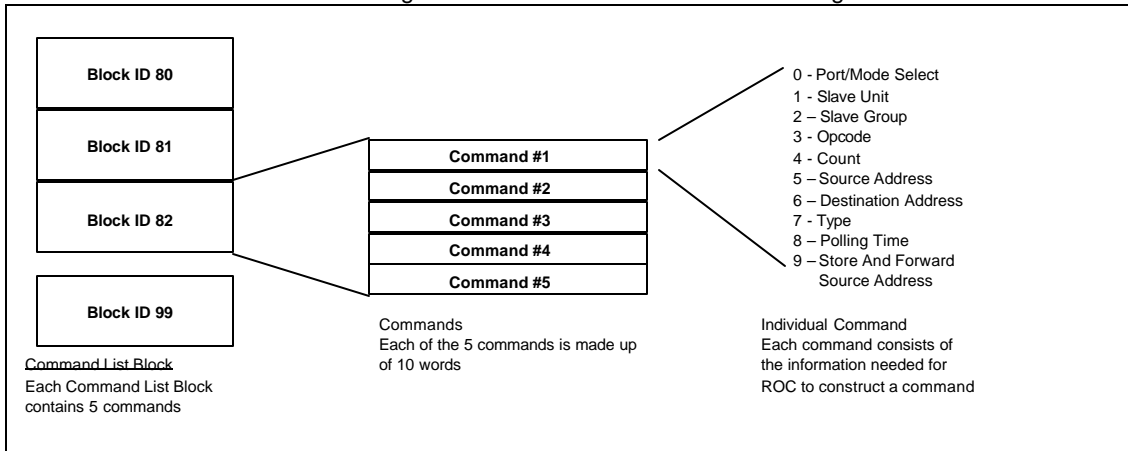 Block ID 80
Block ID 81
Block ID 82
Block ID 99
Command List Block
Each Command List Block
contains 5 commands
Command #1
Command #2
Command #3
Command #4
Command #5
Commands
Each of the 5 commands is made up
of 10 words
0 - Port/Mode Select
1 - Slave Unit
2 – Slave Group
3 - Opcode
4 - Count
5 – Source Address
6 – Destination Address
7 - Type
8 – Polling Time
9 – Store And Forward
Source Address
Individual Command
Each command consists of
the information needed for
ROC to construct a command